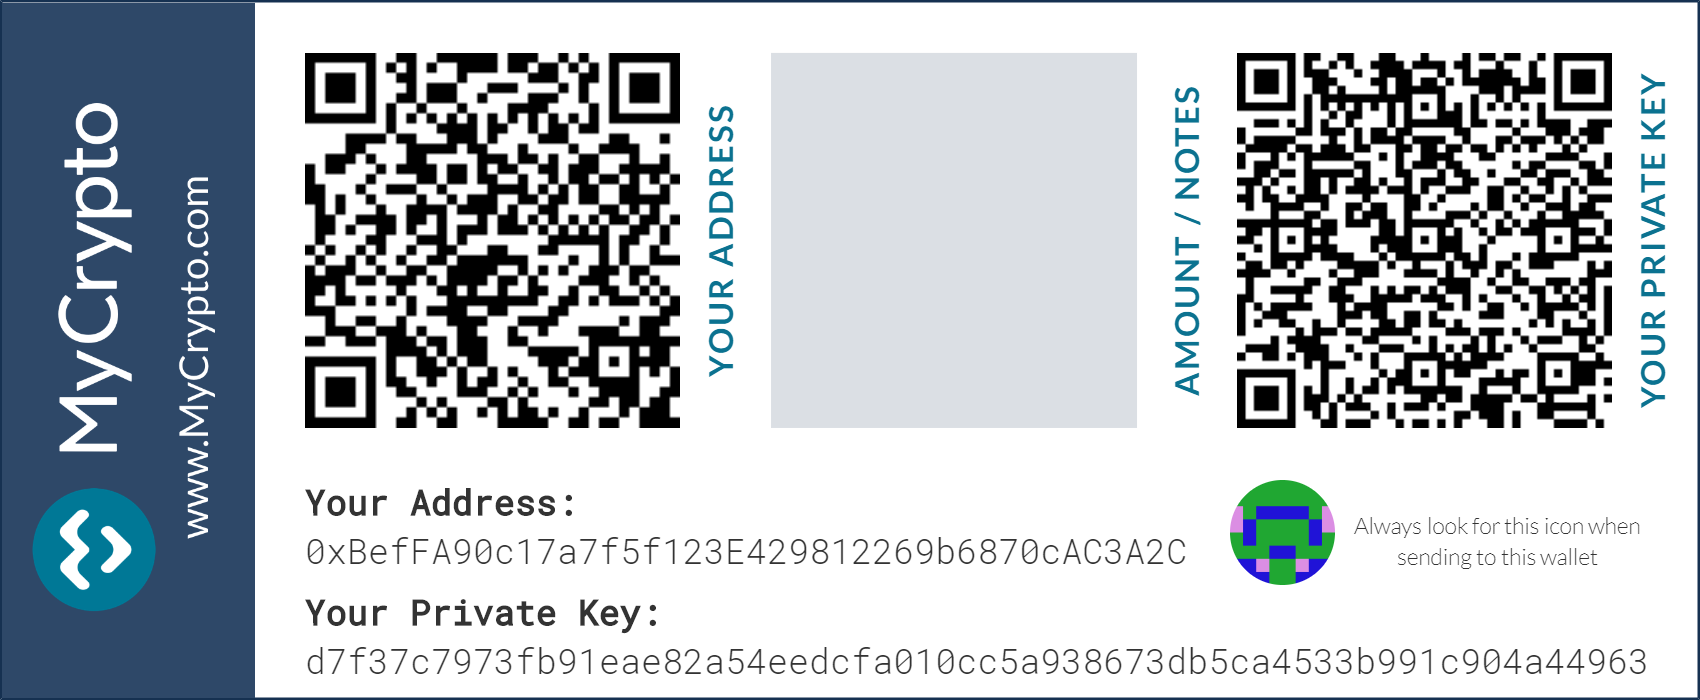 MyCrypto
www.MyCrypto.com
YOUR ADDRESS
AMOUNT / NOTES
YOUR PRIVATE KEY
Your Address:
0xBefFA90c17a7f5f123E429812269b6870cAC3A2C
Always look for this icon when
sending to this wallet
Your Private Key:
d7f37c7973fb91eae82a54eedcfa010cc5a938673db5ca4533b991c904a44963